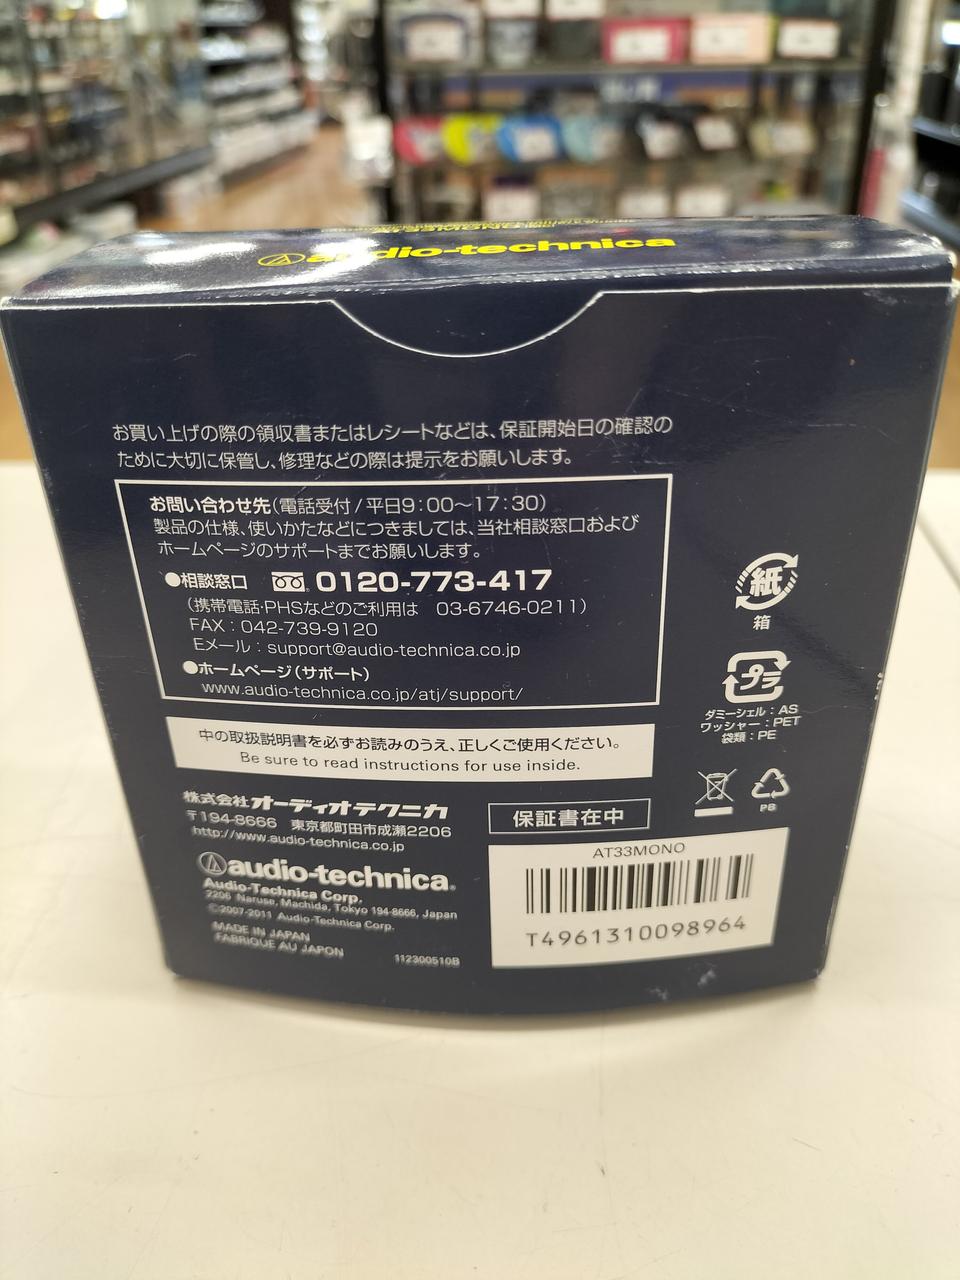 audio-technica
お買い上げの際の領収書またはレシートなどは、保証開始日の確認の
ために大切に保管し、修理などの際は提示をお願いします。
お問い合わせ先(電話受付/平日9:00〜17:30)
製品の仕様、使いかたなどにつきましては、当社相談窓口および
ホームページのサポートまでお願いします。
●相談窓口 0120-773-417
(携帯電話・PHSなどのご利用は 03-6746-0211)
FAX:042-739-9120
Eメール:support@audio-technica.co.jp
●ホームページ(サポート)
www.audio-technica.co.jp/atj/support/
紙
箱
プラ
ダミーシェル:AS
ワッシャー:PET
袋類:PE
中の取扱説明書を必ずお読みのうえ、正しくご使用ください。
Be sure to read instructions for use inside.
PB
株式会社オーディオテクニカ
〒194-8666 東京都町田市成瀬2206
http://www.audio-technica.co.jp
audio-technica®
Audio-Technica Corp.
2206 Naruse, Machida, Tokyo 194-8666, Japan
©2007-2011 Audio-Technica Corp.
MADE IN JAPAN
FABRIQUE AU JAPON
112300510B
保証書在中
AT33MONO
T4961310098964